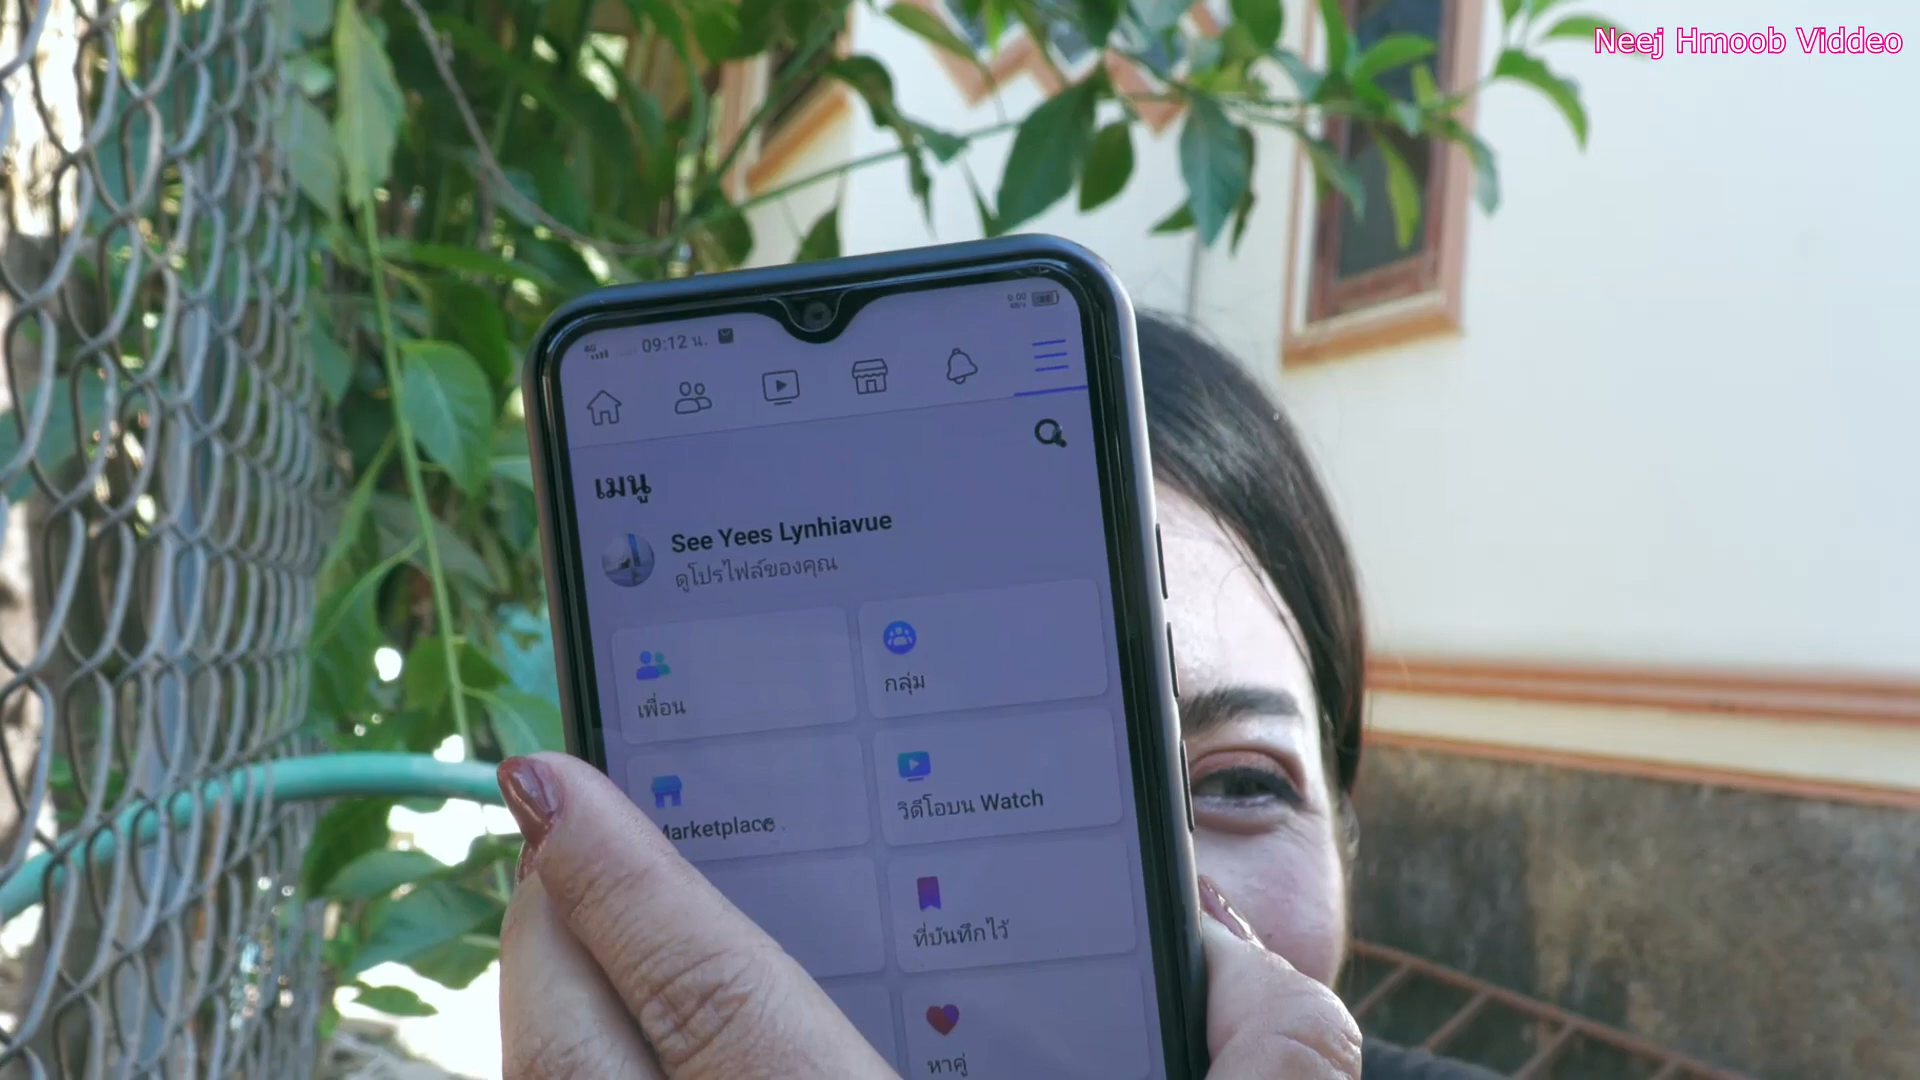 Neej Hmoob Viddeo
4G 09:12 น.
เมนู
See Yees Lynhiavue
ดูโปรไฟล์ของคุณ
เพื่อน
กลุ่ม
Marketplace
วิดีโอบน Watch
ที่บันทึกไว้
หาคู่